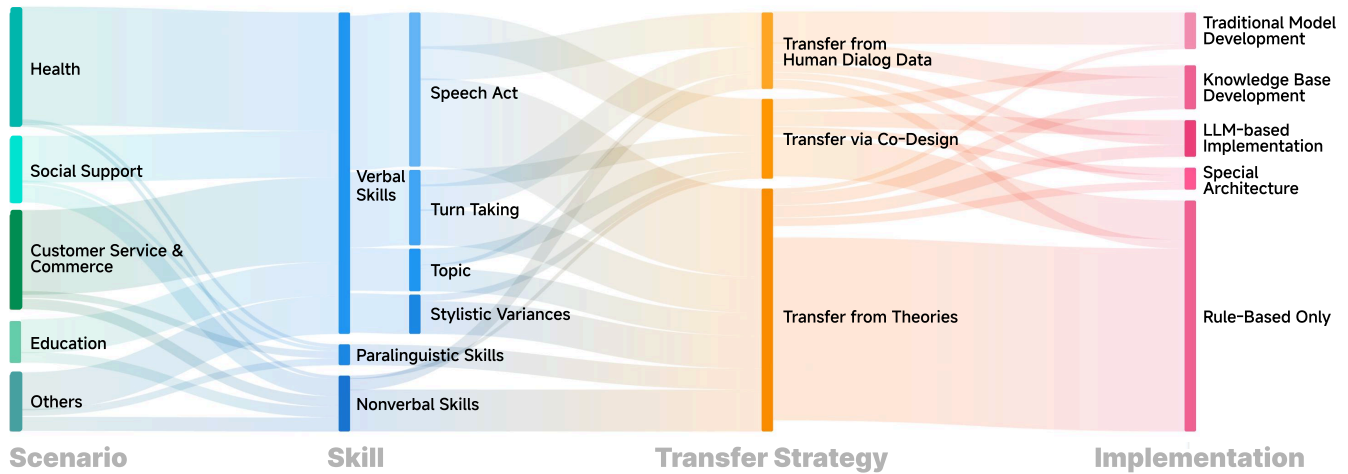 Health
Social Support
Customer Service &
Commerce
Education
Others
Scenario
Verbal
Skills
Speech Act
Turn Taking
Topic
Stylistic Variances
Paralinguistic Skills
Nonverbal Skills
Skill
Transfer from
Human Dialog Data
Transfer via Co-Design
Transfer from Theories
Transfer Strategy
Traditional Model
Development
Knowledge Base
Development
LLM-based
Implementation
Special
Architecture
Rule-Based Only
Implementation